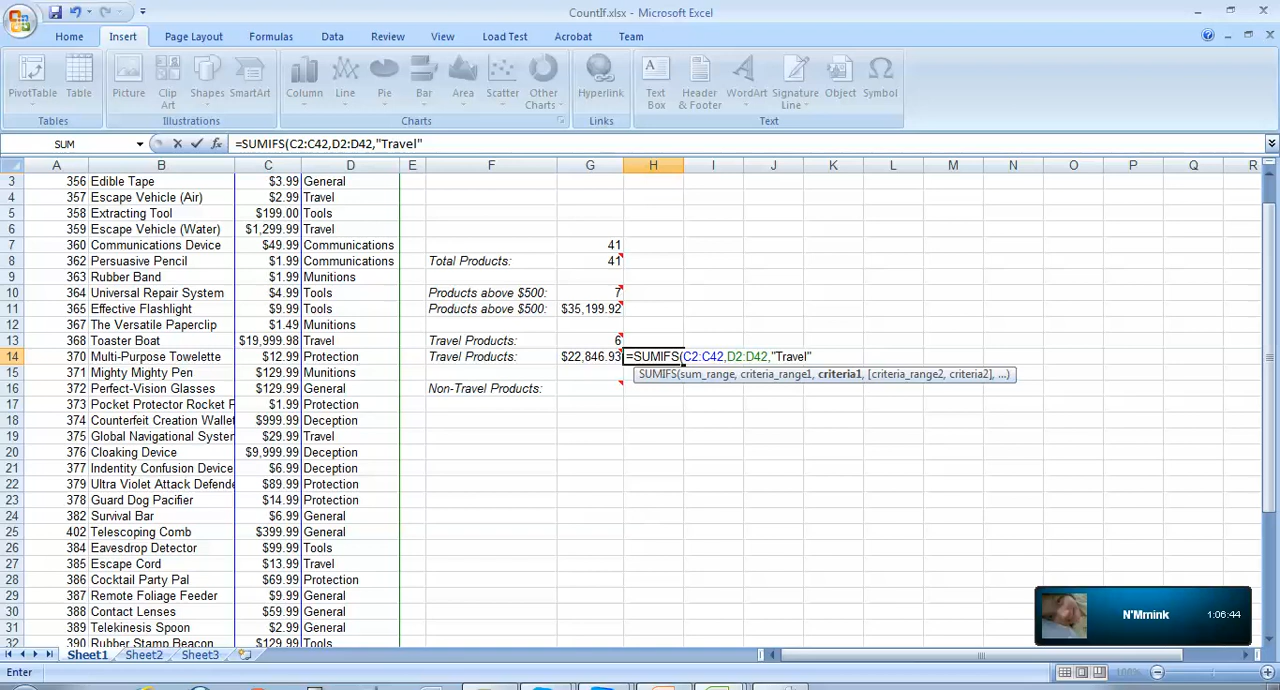 CountIf.xlsx - Microsoft Excel
Home Insert Page Layout Formulas Data Review View Load Test Acrobat Team
PivotTable Table Picture Clip Art Shapes SmartArt Column Line Pie Bar Area Scatter Other Charts Hyperlink Text Box Header & Footer WordArt Signature Line Object Symbol
Tables Illustrations Charts Links Text
SUM fx =SUMIFS(C2:C42,D2:D42,"Travel"
A B C D E F G H I J K L M N O P Q R
3 356 Edible Tape $3.99 General
4 357 Escape Vehicle (Air) $2.99 Travel
5 358 Extracting Tool $199.00 Tools
6 359 Escape Vehicle (Water) $1,299.99 Travel
7 360 Communications Device $49.99 Communications 41
8 362 Persuasive Pencil $1.99 Communications Total Products: 41
9 363 Rubber Band $1.99 Munitions
10 364 Universal Repair System $4.99 Tools Products above $500: 7
11 365 Effective Flashlight $9.99 Tools Products above $500: $35,199.92
12 367 The Versatile Paperclip $1.49 Munitions
13 368 Toaster Boat $19,999.98 Travel Travel Products: 6
14 370 Multi-Purpose Towelette $12.99 Protection Travel Products: $22,846.93 =SUMIFS(C2:C42,D2:D42,"Travel"
15 371 Mighty Mighty Pen $129.99 Munitions SUMIFS(sum_range, criteria_range1, criteria1, [criteria_range2, criteria2], ...)
16 372 Perfect-Vision Glasses $129.99 General Non-Travel Products:
17 373 Pocket Protector Rocket P $1.99 Protection
18 374 Counterfeit Creation Wallet $999.99 Deception
19 375 Global Navigational System $29.99 Travel
20 376 Cloaking Device $9,999.99 Deception
21 377 Indentity Confusion Device $6.99 Deception
22 379 Ultra Violet Attack Defende $89.99 Protection
23 378 Guard Dog Pacifier $14.99 Protection
24 382 Survival Bar $6.99 General
25 402 Telescoping Comb $399.99 General
26 384 Eavesdrop Detector $99.99 Tools
27 385 Escape Cord $13.99 Travel
28 386 Cocktail Party Pal $69.99 Protection
29 387 Remote Foliage Feeder $9.99 General
30 388 Contact Lenses $59.99 General
31 389 Telekinesis Spoon $2.99 General
32 390 Rubber Stamp Beacon $129.99 Tools
N'Mmink 1:06:44
Sheet1 Sheet2 Sheet3
Enter 100%